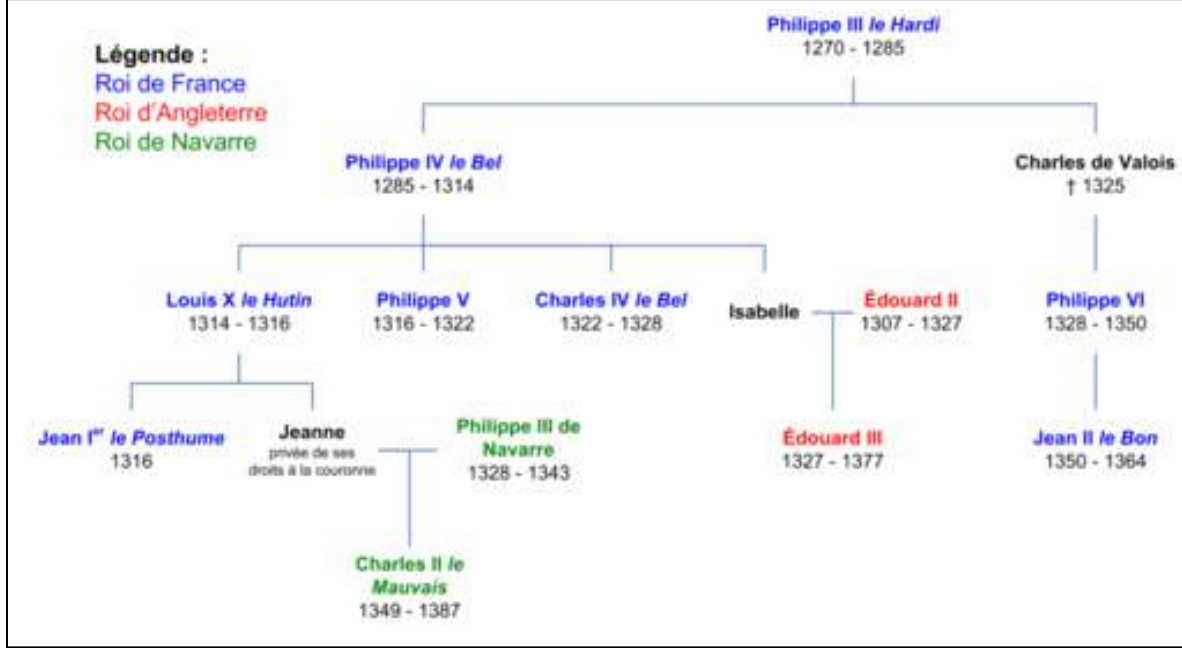 Philippe III le Hardi
1270 - 1285
Légende :
Roi de France
Roi d'Angleterre
Roi de Navarre
Philippe IV le Bel
1285 - 1314
Charles de Valois
† 1325
Louis X le Hutin
1314 - 1316
Philippe V
1316 - 1322
Charles IV le Bel
1322 - 1328
Isabelle
Édouard II
1307 - 1327
Philippe VI
1328 - 1350
Jean Iᵉʳ le Posthume
1316
Jeanne
privée de ses
droits à la couronne
Philippe III de
Navarre
1328 - 1343
Édouard III
1327 - 1377
Jean II le Bon
1350 - 1364
Charles II le
Mauvais
1349 - 1387